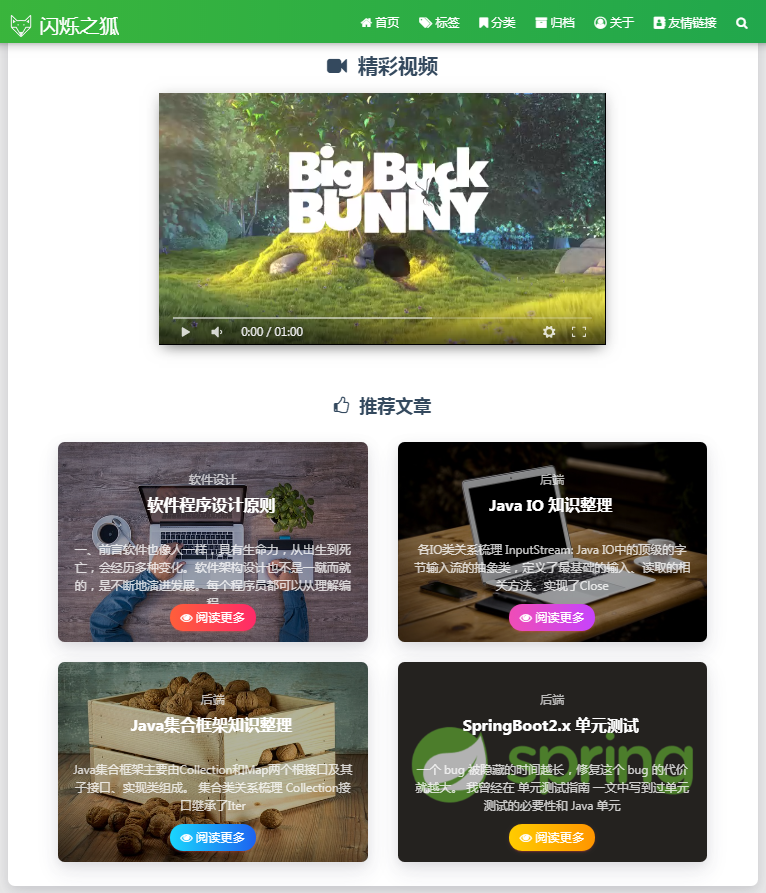 闪烁之狐 首页 标签 分类 归档 关于 友情链接
精彩视频
Big Buck
BUNNY
0:00 / 01:00
推荐文章
软件设计
软件程序设计原则
一、前言软件也像人一样，具有生命力，从出生到死
亡，会经历多种变化。软件架构设计也不是一蹴而就
的，是不断地演进发展。每个程序员都可以从理解编
程
阅读更多
后端
Java IO 知识整理
各IO类关系梳理 InputStream: Java IO中的顶级的字
节输入流的抽象类，定义了最基础的输入、读取的相
关方法。实现了Close
阅读更多
后端
Java集合框架知识整理
Java集合框架主要由Collection和Map两个根接口及其
子接口、实现类组成。 集合类关系梳理 Collection接
口继承了Iter
阅读更多
后端
SpringBoot2.x 单元测试
spring
一个 bug 被隐藏的时间越长，修复这个 bug 的代价
就越大。 我曾经在 单元测试指南 一文中写到过单元
测试的必要性和 Java 单元
阅读更多